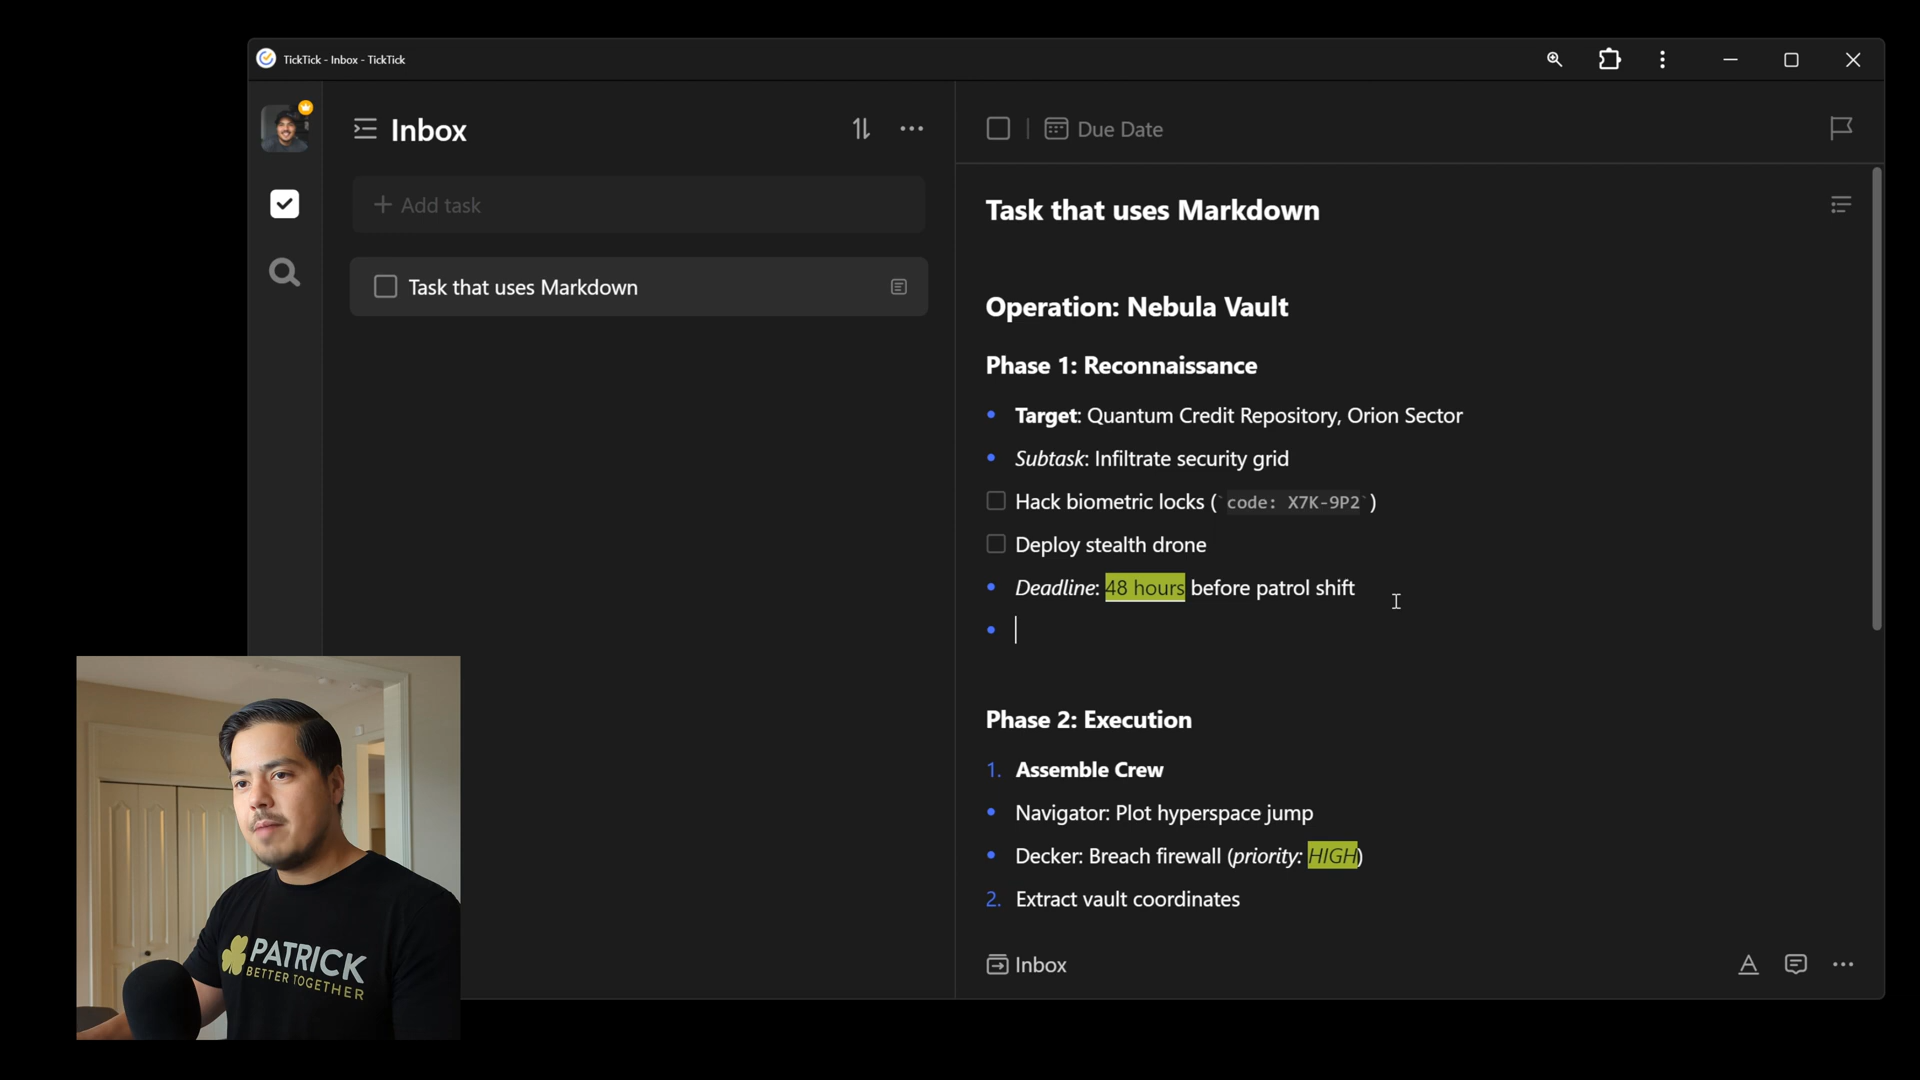 TickTick - Inbox - TickTick
Inbox
+ Add task
Task that uses Markdown
Due Date
Task that uses Markdown
Operation: Nebula Vault
Phase 1: Reconnaissance
• Target: Quantum Credit Repository, Orion Sector
• Subtask: Infiltrate security grid
Hack biometric locks (`code: X7K-9P2`)
Deploy stealth drone
• Deadline: 48 hours before patrol shift
•
Phase 2: Execution
1. Assemble Crew
• Navigator: Plot hyperspace jump
• Decker: Breach firewall (priority: HIGH)
2. Extract vault coordinates
Inbox
PATRICK
BETTER TOGETHER